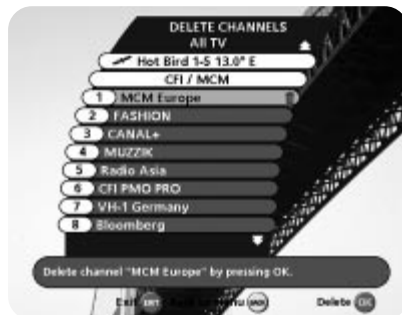 DELETE CHANNELS
All TV
Hot Bird 1-5 13.0° E
CFI / MCM
1 MCM Europe
2 FASHION
3 CANAL+
4 MUZZIK
5 Radio Asia
6 CFI PMO PRO
7 VH-1 Germany
8 Bloomberg
Delete channel "MCM Europe" by pressing OK.
Exit EXIT Menu Delete OK